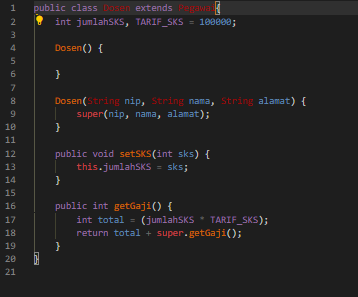 1 public class Dosen extends Pegawai{
2 int jumlahSKS, TARIF_SKS = 100000;
3
4 Dosen() {
5
6 }
7
8 Dosen(String nip, String nama, String alamat) {
9 super(nip, nama, alamat);
10 }
11
12 public void setSKS(int sks) {
13 this.jumlahSKS = sks;
14 }
15
16 public int getGaji() {
17 int total = (jumlahSKS * TARIF_SKS);
18 return total + super.getGaji();
19 }
20 }
21